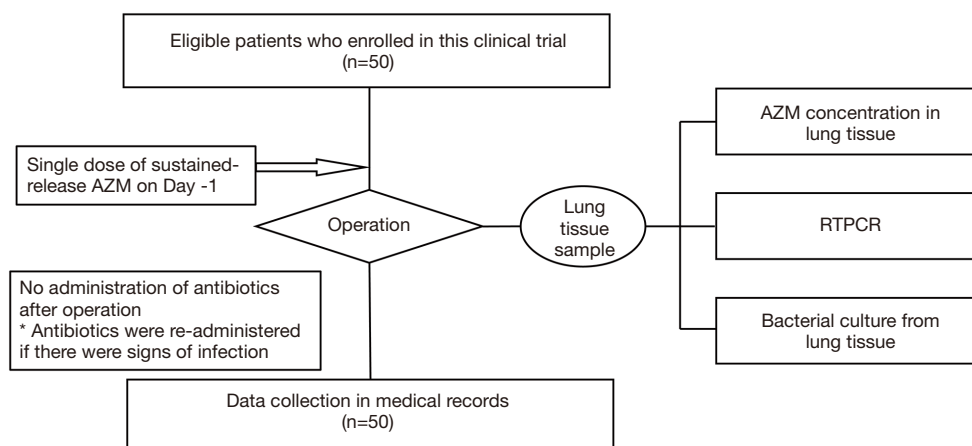 Eligible patients who enrolled in this clinical trial
(n=50)
Single dose of sustained-
release AZM on Day -1
Operation
Lung
tissue
sample
AZM concentration in
lung tissue
RTPCR
Bacterial culture from
lung tissue
No administration of antibiotics
after operation
* Antibiotics were re-administered
if there were signs of infection
Data collection in medical records
(n=50)